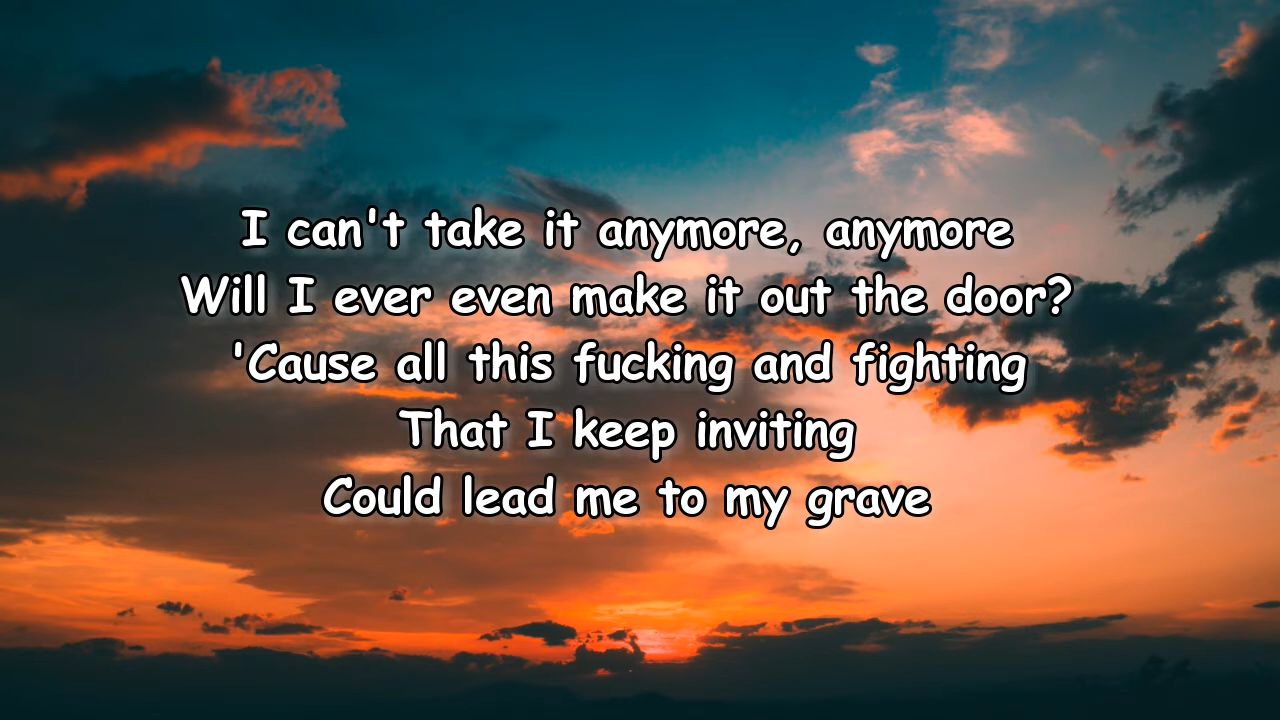 I can't take it anymore, anymore
Will I ever even make it out the door?
'Cause all this fucking and fighting
That I keep inviting
Could lead me to my grave